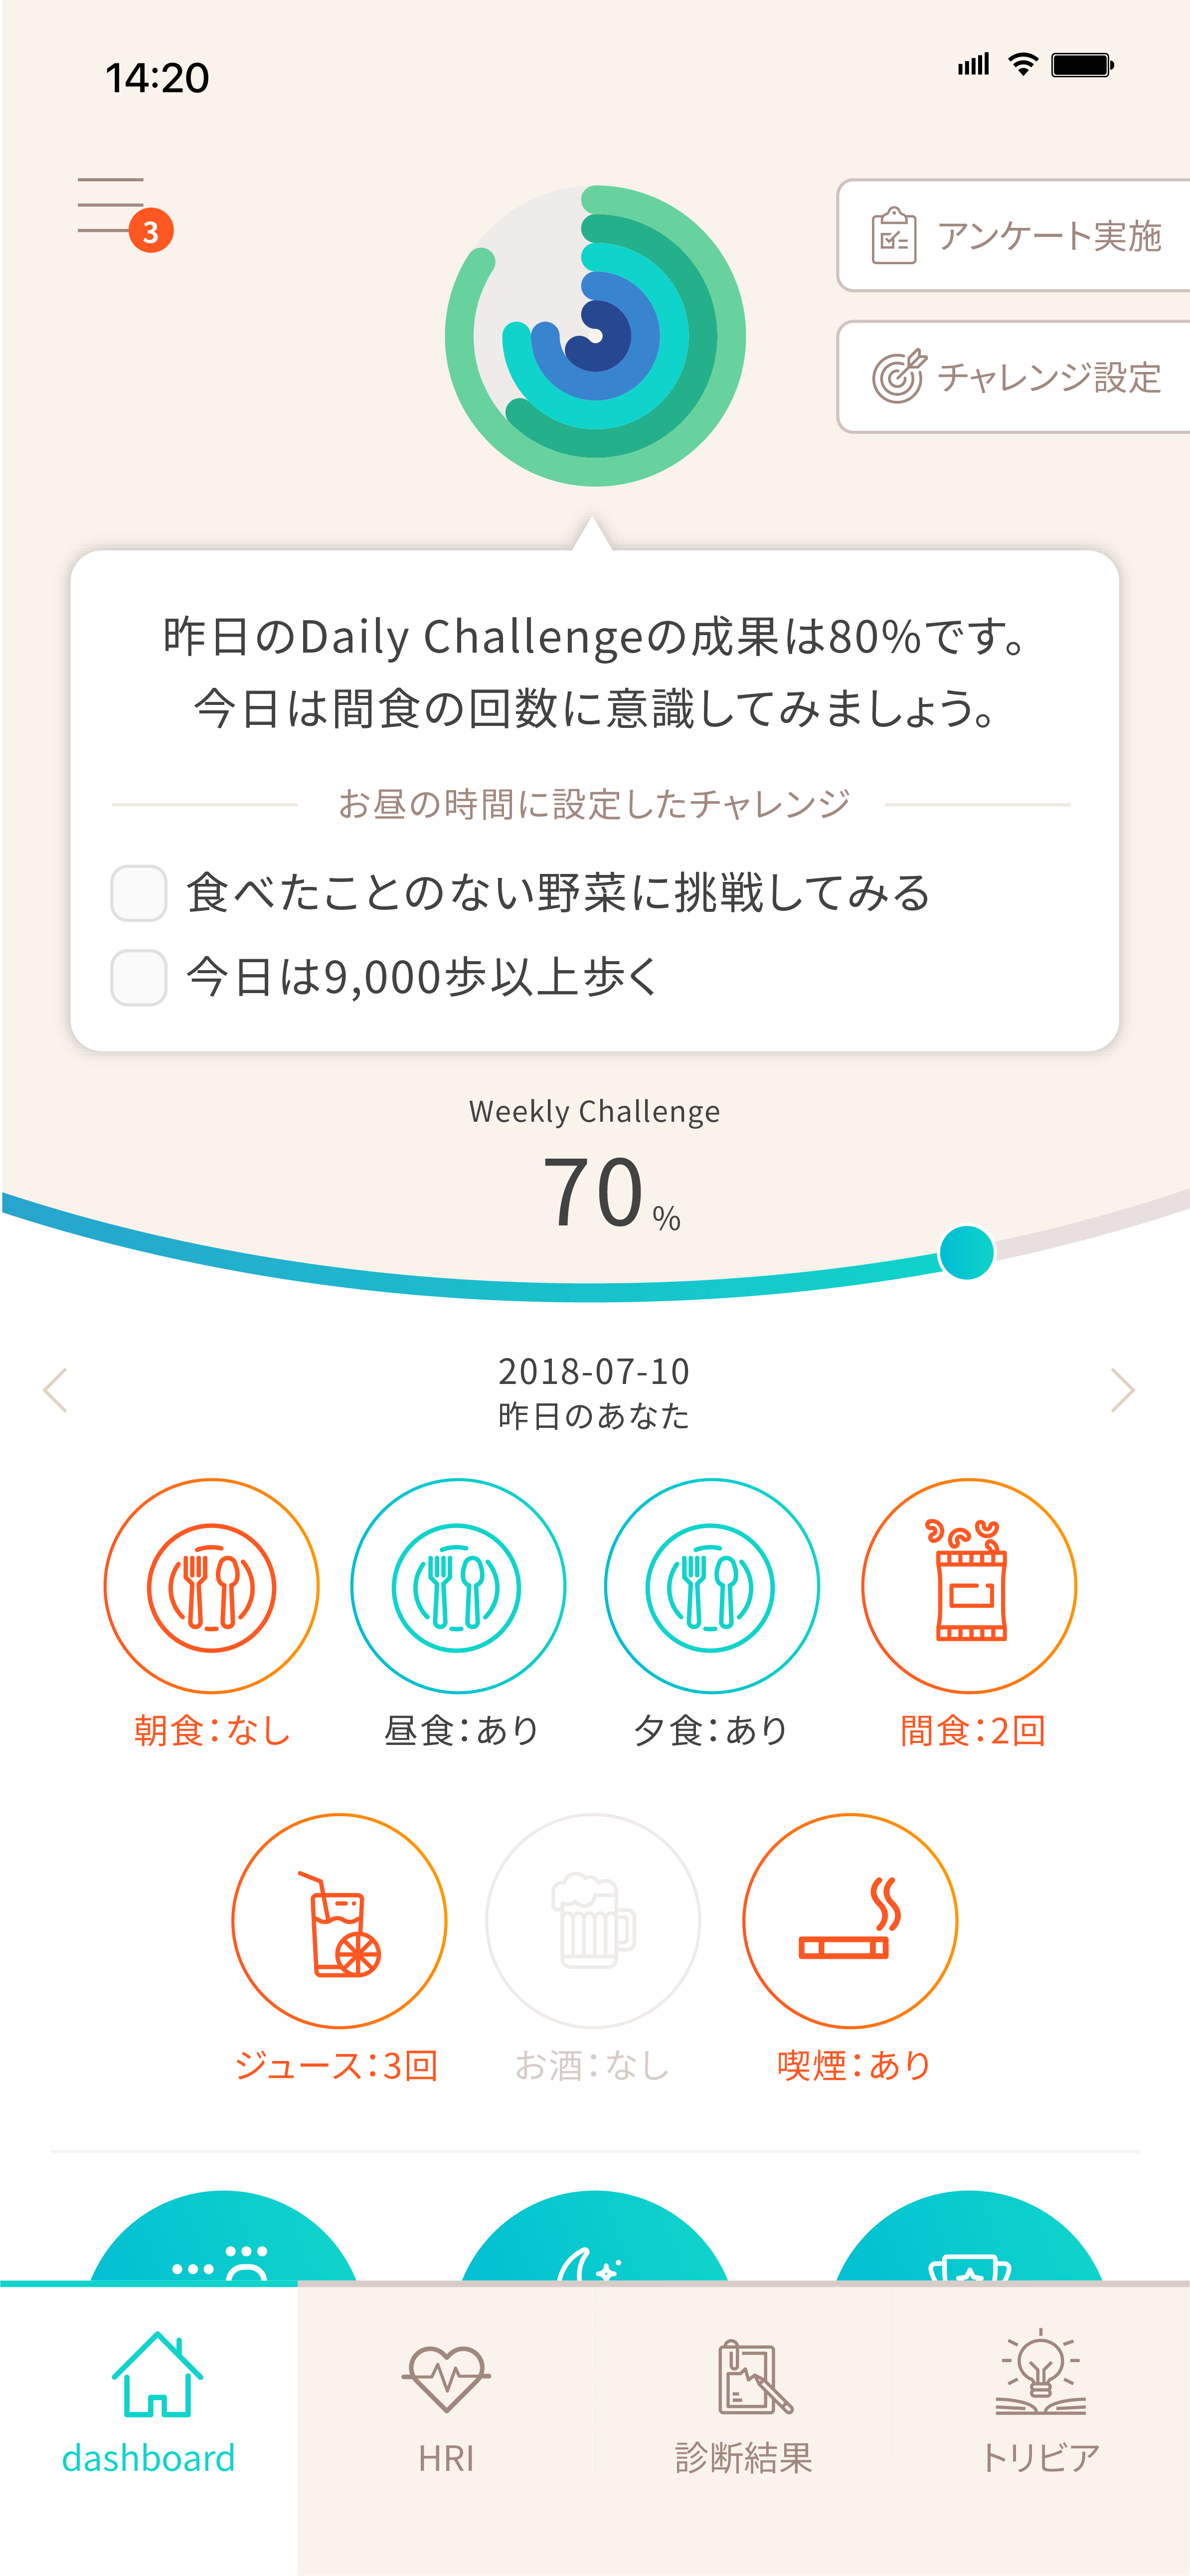 14:20
3
アンケート実施
チャレンジ設定
昨日のDaily Challengeの成果は80%です。
今日は間食の回数に意識してみましょう。
お昼の時間に設定したチャレンジ
食べたことのない野菜に挑戦してみる
今日は9,000歩以上歩く
Weekly Challenge
70 %
2018-07-10
昨日のあなた
朝食：なし 昼食：あり 夕食：あり 間食：2回
ジュース：3回 お酒：なし 喫煙：あり
dashboard HRI 診断結果 トリビア